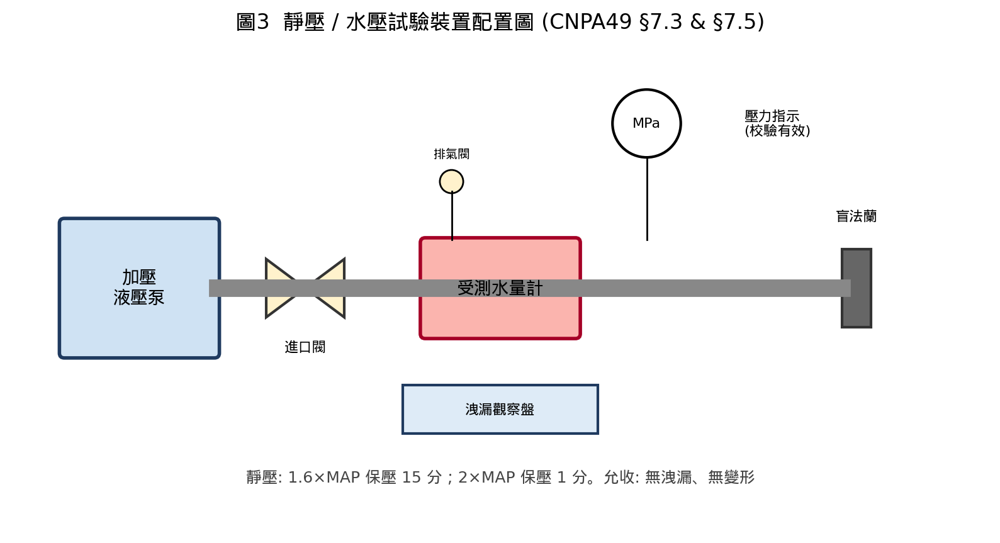 圖3 靜壓 / 水壓試驗裝置配置圖 (CNPA49 §7.3 & §7.5)
MPa
壓力指示
(校驗有效)
排氣閥
盲法蘭
加壓
液壓泵
受測水量計
進口閥
洩漏觀察盤
靜壓: 1.6×MAP 保壓 15 分 ; 2×MAP 保壓 1 分。允收: 無洩漏、無變形